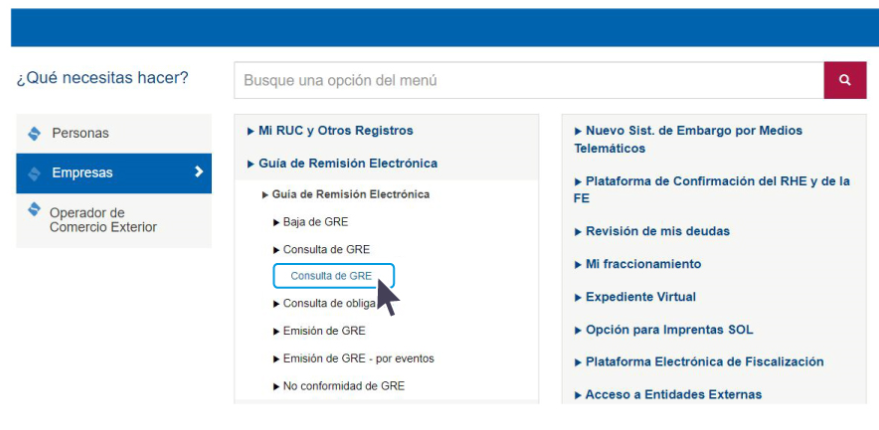 ¿Qué necesitas hacer?
Busque una opción del menú
Personas
Empresas
Operador de
Comercio Exterior
Mi RUC y Otros Registros
Guía de Remisión Electrónica
Guía de Remisión Electrónica
Baja de GRE
Consulta de GRE
Consulta de GRE
Consulta de obliga
Emisión de GRE
Emisión de GRE - por eventos
No conformidad de GRE
Nuevo Sist. de Embargo por Medios
Telemáticos
Plataforma de Confirmación del RHE y de la
FE
Revisión de mis deudas
Mi fraccionamiento
Expediente Virtual
Opción para Imprentas SOL
Plataforma Electrónica de Fiscalización
Acceso a Entidades Externas